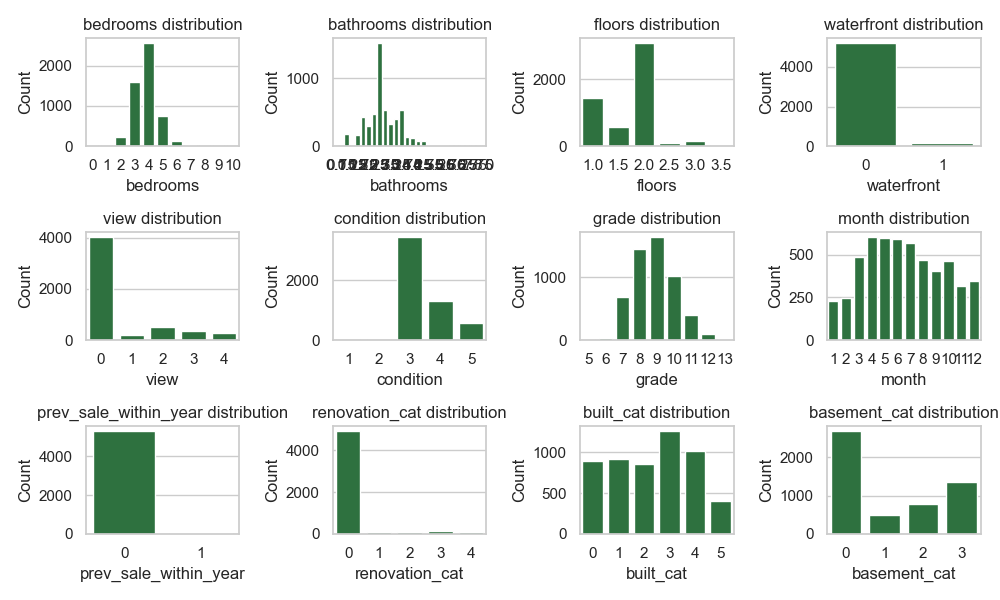 bedrooms distribution
bathrooms distribution
floors distribution
waterfront distribution
Count
2000
1000
0
0 1 2 3 4 5 6 7 8 9 10
bedrooms
Count
1000
0
bathrooms
Count
2000
0
1.0 1.5 2.0 2.5 3.0 3.5
floors
Count
4000
2000
0
0 1
waterfront
view distribution
condition distribution
grade distribution
month distribution
Count
4000
2000
0
0 1 2 3 4
view
Count
2000
0
1 2 3 4 5
condition
Count
1000
0
5 6 7 8 9 10 11 12 13
grade
Count
500
250
0
1 2 3 4 5 6 7 8 9 10 11 12
month
prev_sale_within_year distribution
renovation_cat distribution
built_cat distribution
basement_cat distribution
Count
4000
2000
0
0 1
prev_sale_within_year
Count
4000
2000
0
0 1 2 3 4
renovation_cat
Count
1000
500
0
0 1 2 3 4 5
built_cat
Count
2000
1000
0
0 1 2 3
basement_cat